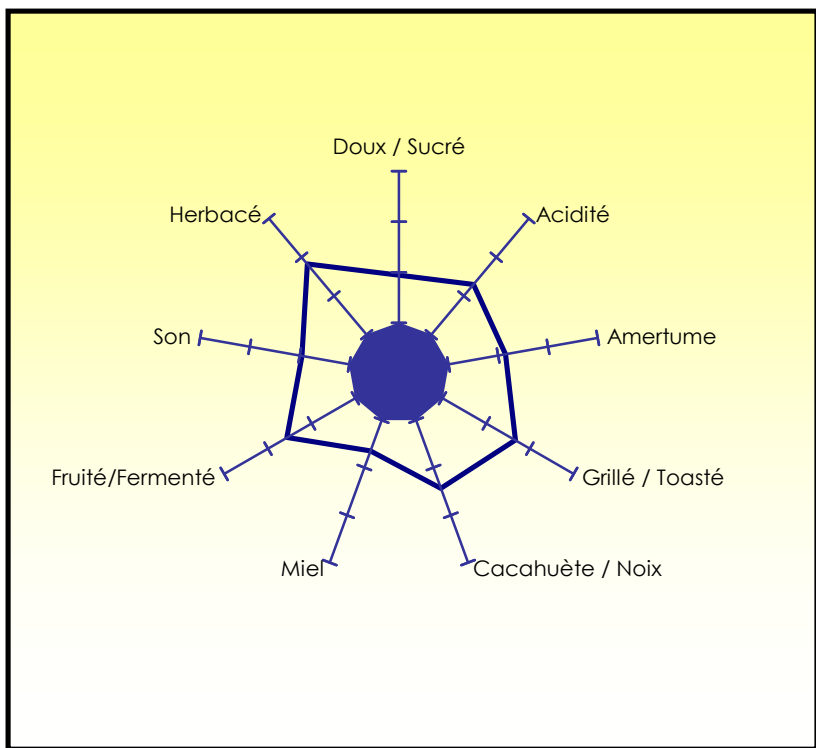 Doux / Sucré
Herbacé
Acidité
Son
Amertume
Fruité/Fermenté
Grillé / Toasté
Miel
Cacahuète / Noix